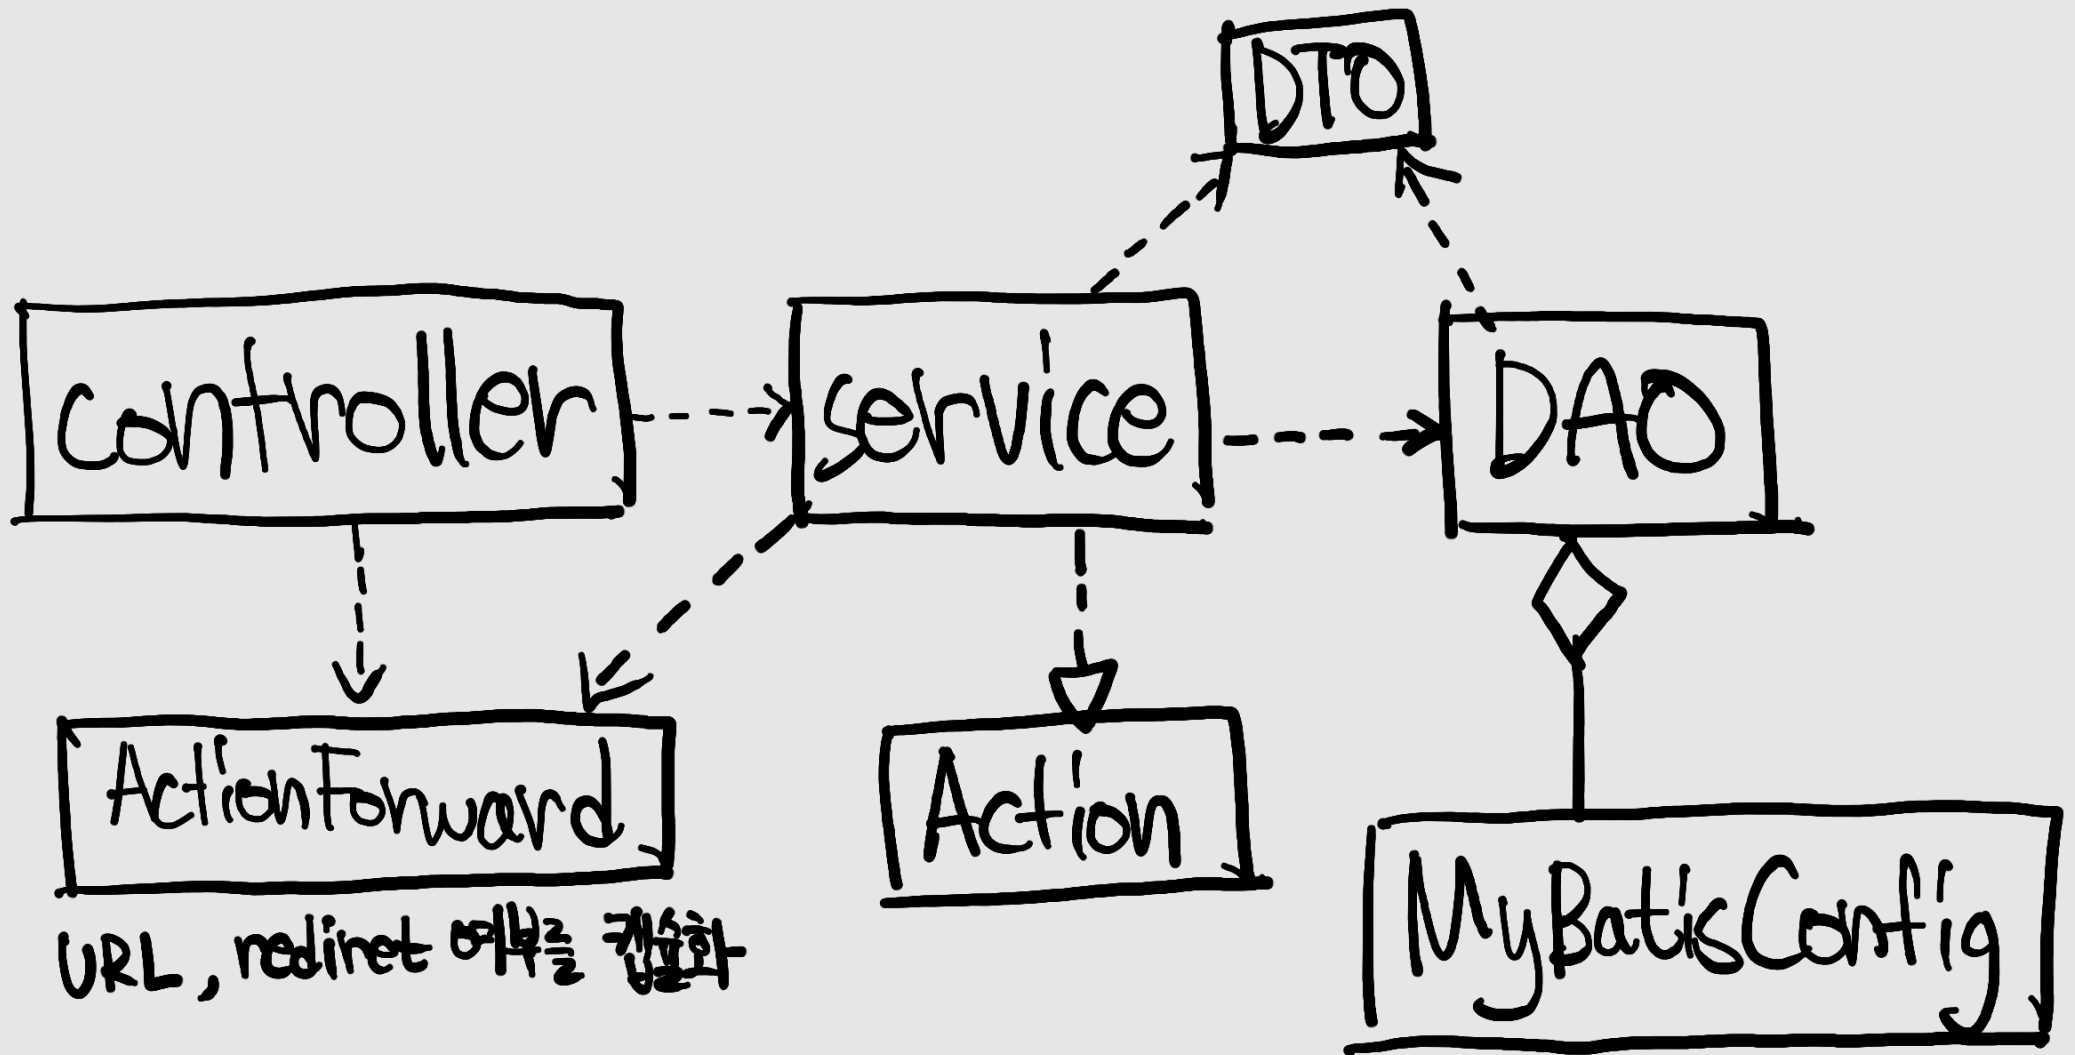 DTO
controller
service
DAO
ActionForward
Action
MyBatisConfig
URL, redirect 여부를 캡슐화